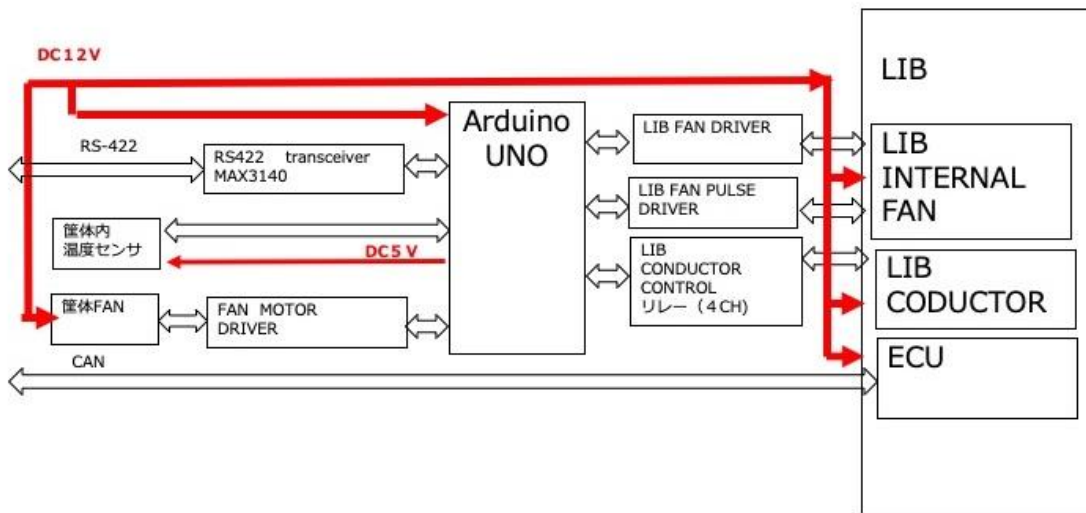 DC12V
LIB
Arduino
UNO
LIB FAN DRIVER
RS-422
RS422 transceiver
MAX3140
LIB
INTERNAL
FAN
LIB FAN PULSE
DRIVER
筐体内
温度センサ
DC5V
LIB
CONDUCTOR
CONTROL
リレー（４CH)
LIB
CODUCTOR
筐体FAN
FAN MOTOR
DRIVER
ECU
CAN